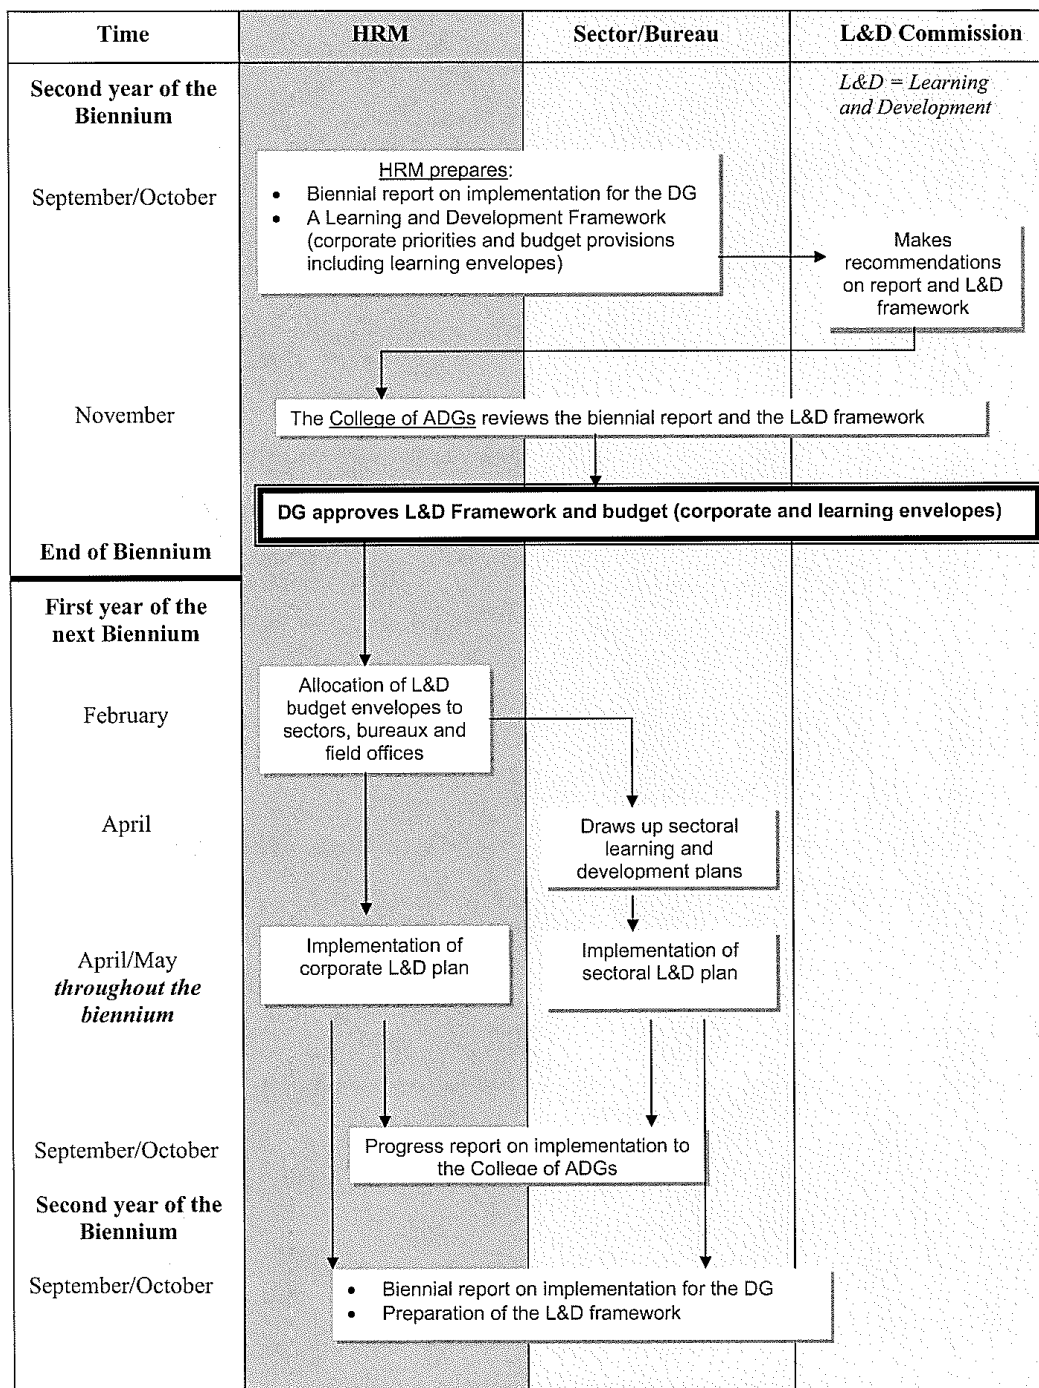 Time HRM Sector/Bureau L&D Commission
Second year of the
Biennium
L&D = Learning
and Development
September/October
HRM prepares:
• Biennial report on implementation for the DG
• A Learning and Development Framework
(corporate priorities and budget provisions
including learning envelopes)
Makes
recommendations
on report and L&D
framework
November
The College of ADGs reviews the biennial report and the L&D framework
DG approves L&D Framework and budget (corporate and learning envelopes)
End of Biennium
First year of the
next Biennium
February
Allocation of L&D
budget envelopes to
sectors, bureaux and
field offices
April
Draws up sectoral
learning and
development plans
April/May
throughout the
biennium
Implementation of
corporate L&D plan
Implementation of
sectoral L&D plan
September/October
Progress report on implementation to
the College of ADGs
Second year of the
Biennium
September/October
• Biennial report on implementation for the DG
• Preparation of the L&D framework